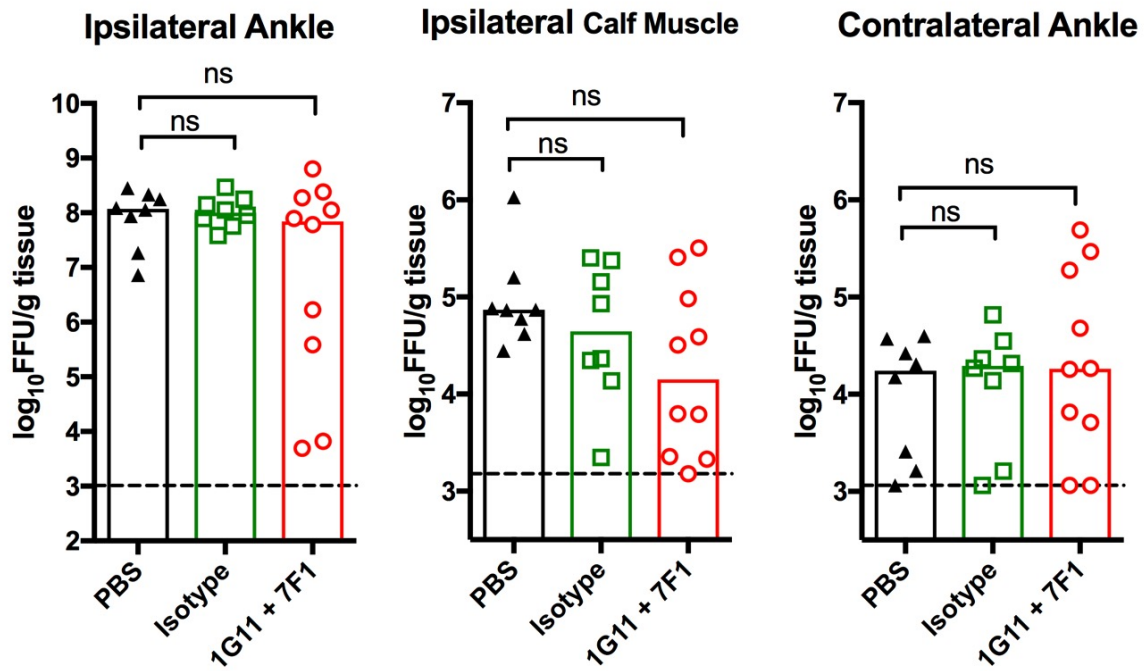 Ipsilateral Ankle
ns
ns
log10FFU/g tissue
10
9
8
7
6
5
4
3
2
PBS
Isotype
1G11 + 7F1
Ipsilateral Calf Muscle
ns
ns
log10FFU/g tissue
7
6
5
4
3
PBS
Isotype
1G11 + 7F1
Contralateral Ankle
ns
ns
log10FFU/g tissue
7
6
5
4
3
PBS
Isotype
1G11 + 7F1